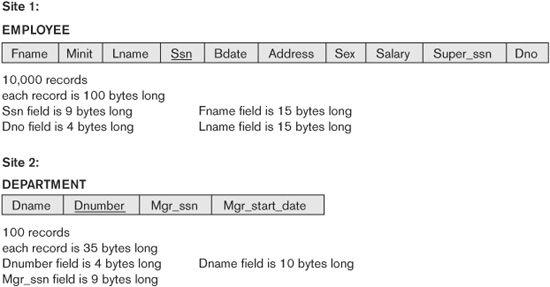 Site 1:
EMPLOYEE
Fname Minit Lname Ssn Bdate Address Sex Salary Super_ssn Dno
10,000 records
each record is 100 bytes long
Ssn field is 9 bytes long Fname field is 15 bytes long
Dno field is 4 bytes long Lname field is 15 bytes long
Site 2:
DEPARTMENT
Dname Dnumber Mgr_ssn Mgr_start_date
100 records
each record is 35 bytes long
Dnumber field is 4 bytes long Dname field is 10 bytes long
Mgr_ssn field is 9 bytes long